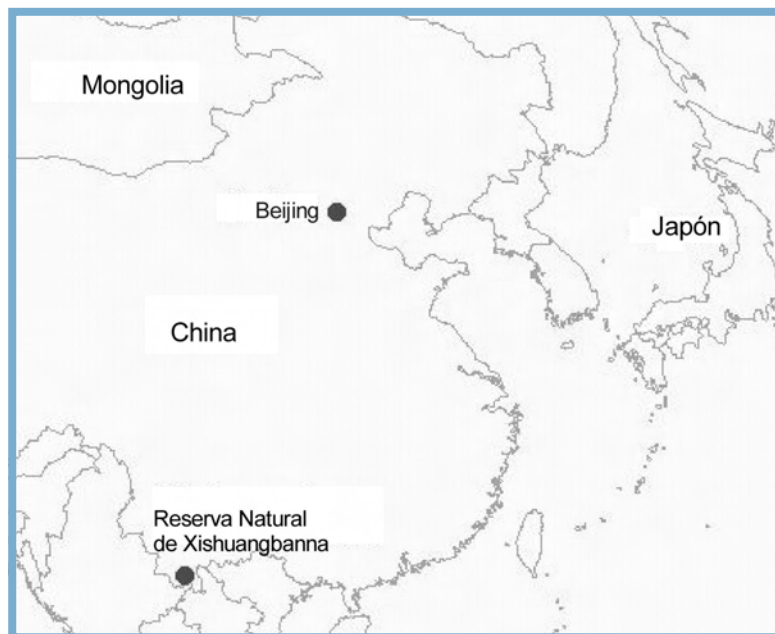 Mongolia
Beijing
Japón
China
Reserva Natural
de Xishuangbanna